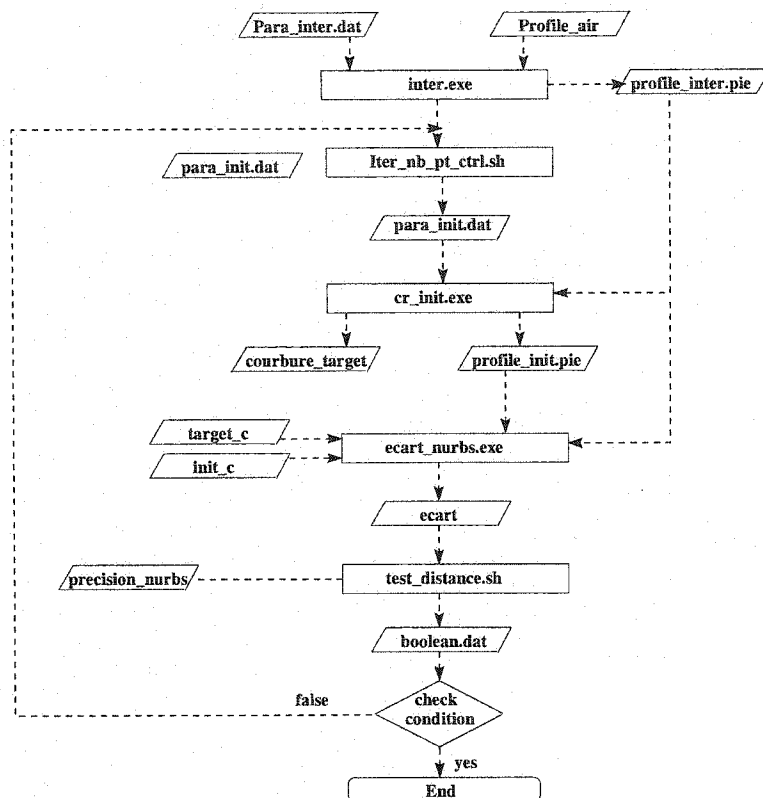 Para_inter.dat
Profile_air
inter.exe
profile_inter.pie
para_init.dat
Iter_nb_pt_ctrl.sh
para_init.dat
cr_init.exe
courbure_target
profile_init.pie
target_c
init_c
ecart_nurbs.exe
ecart
precision_nurbs
test_distance.sh
boolean.dat
false
check
condition
yes
End